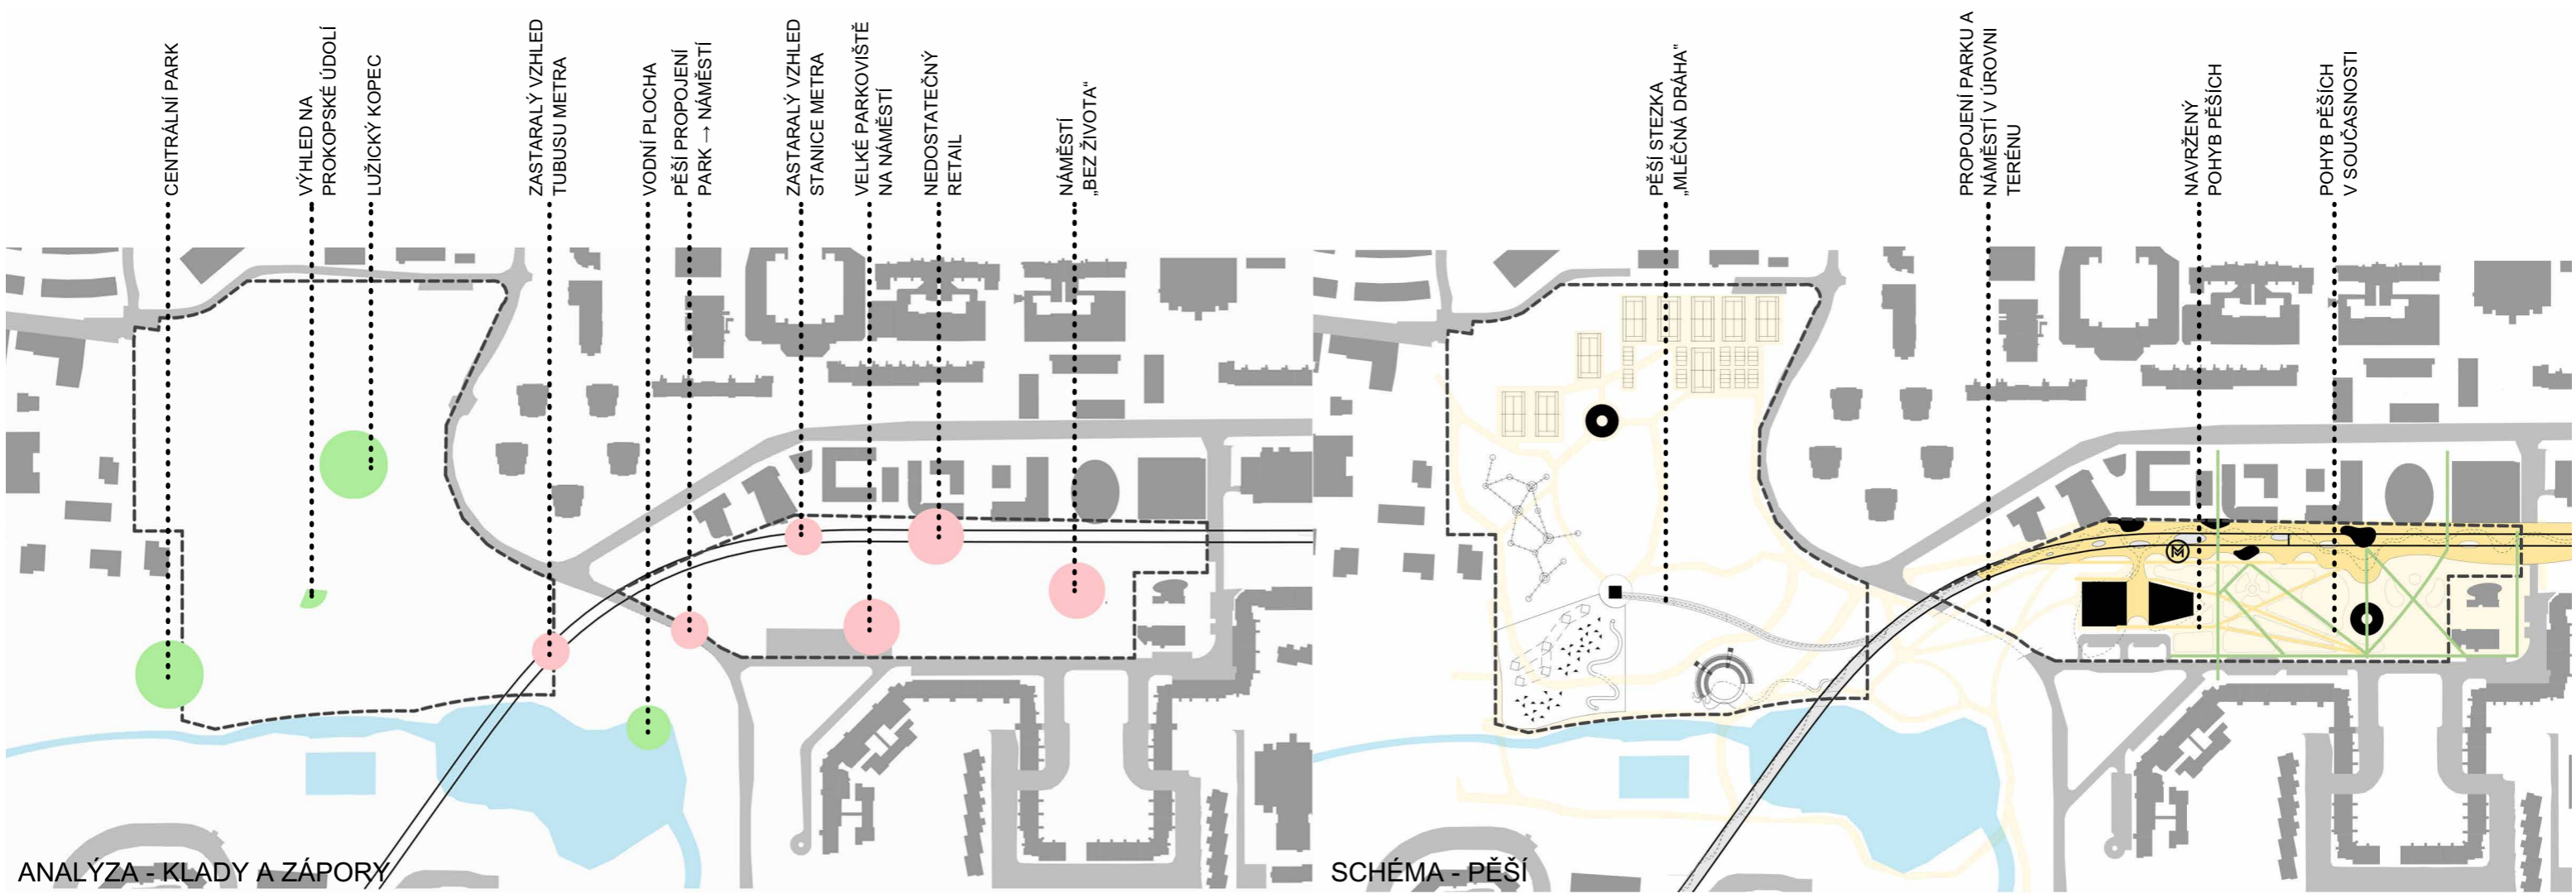 CENTRÁLNÍ PARK
VÝHLED NA
PROKOPSKÉ ÚDOLÍ
LUŽICKÝ KOPEC
ZASTARALÝ VZHLED
TUBUSU METRA
VODNÍ PLOCHA
PĚŠÍ PROPOJENÍ
PARK → NÁMĚSTÍ
ZASTARALÝ VZHLED
STANICE METRA
VELKÉ PARKOVIŠTĚ
NA NÁMĚSTÍ
NEDOSTATEČNÝ
RETAIL
NÁMĚSTÍ
„BEZ ŽIVOTA“
ANALÝZA - KLADY A ZÁPORY
PĚŠÍ STEZKA
„MLÉČNÁ DRÁHA“
PROPOJENÍ PARKU A
NÁMĚSTÍ V ÚROVNI
TERÉNU
NAVRŽENÝ
POHYB PĚŠÍCH
POHYB PĚŠÍCH
V SOUČASNOSTI
M
SCHÉMA - PĚŠÍ